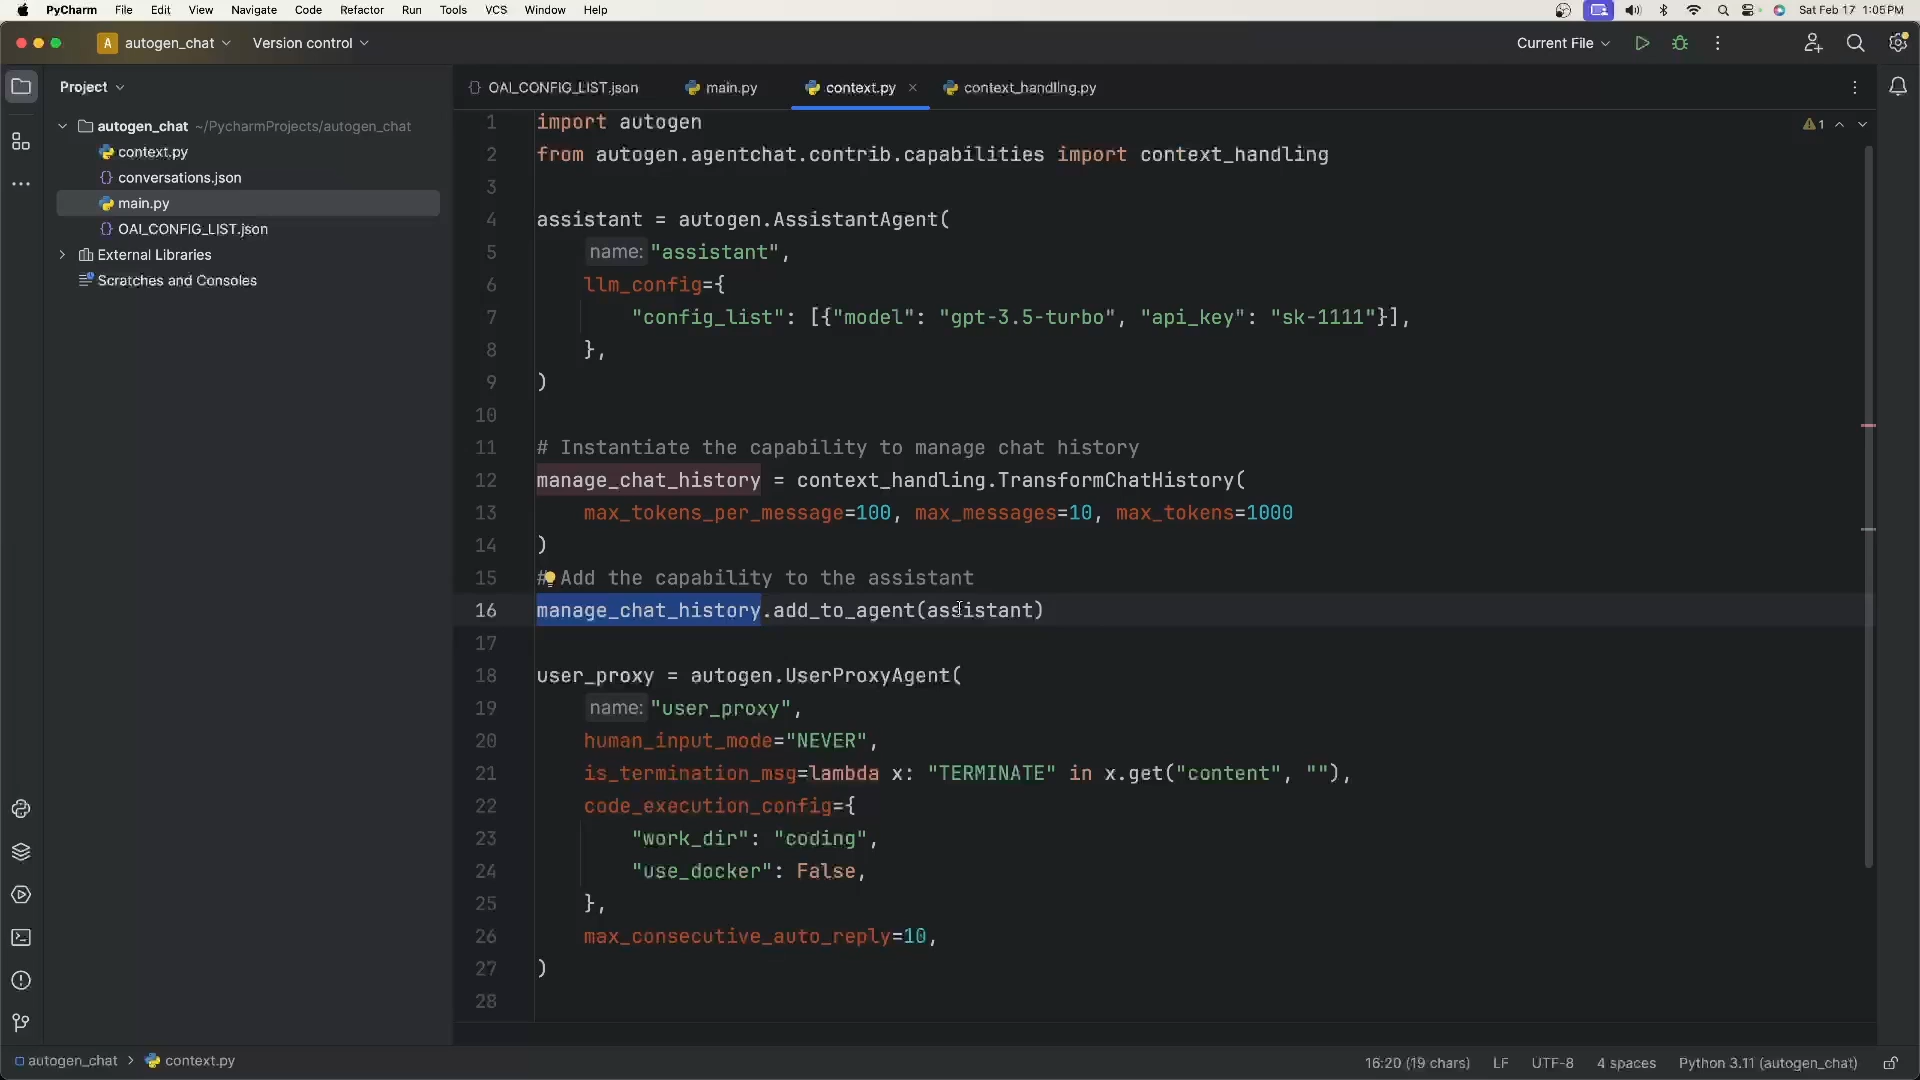 PyCharm File Edit View Navigate Code Refactor Run Tools VCS Window Help Sat Feb 17 1:05 PM
A autogen_chat Version control Current File
Project
OAI_CONFIG_LIST.json main.py context.py context_handling.py
autogen_chat ~/PycharmProjects/autogen_chat
context.py
conversations.json
main.py
OAI_CONFIG_LIST.json
External Libraries
Scratches and Consoles
1
1 import autogen
2 from autogen.agentchat.contrib.capabilities import context_handling
3
4 assistant = autogen.AssistantAgent(
5 name: "assistant",
6 llm_config={
7 "config_list": [{"model": "gpt-3.5-turbo", "api_key": "sk-1111"}],
8 },
9 )
10
11 # Instantiate the capability to manage chat history
12 manage_chat_history = context_handling.TransformChatHistory(
13 max_tokens_per_message=100, max_messages=10, max_tokens=1000
14 )
15 # Add the capability to the assistant
16 manage_chat_history.add_to_agent(assistant)
17
18 user_proxy = autogen.UserProxyAgent(
19 name: "user_proxy",
20 human_input_mode="NEVER",
21 is_termination_msg=lambda x: "TERMINATE" in x.get("content", ""),
22 code_execution_config={
23 "work_dir": "coding",
24 "use_docker": False,
25 },
26 max_consecutive_auto_reply=10,
27 )
28
autogen_chat > context.py 16:20 (19 chars) LF UTF-8 4 spaces Python 3.11 (autogen_chat)